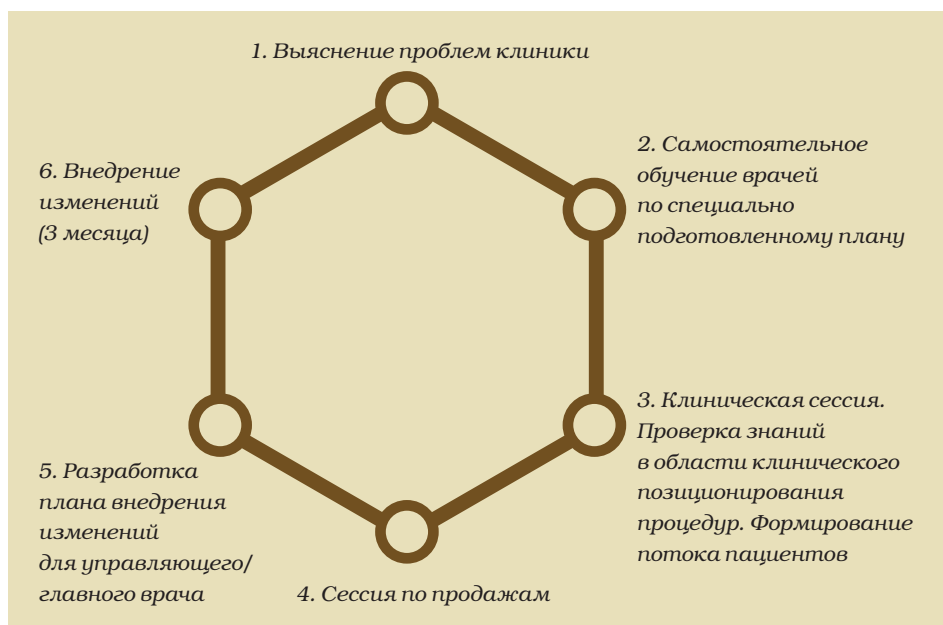 1. Выяснение проблем клиники
2. Самостоятельное
обучение врачей
по специально
подготовленному плану
3. Клиническая сессия.
Проверка знаний
в области клинического
позиционирования
процедур. Формирование
потока пациентов
4. Сессия по продажам
5. Разработка
плана внедрения
изменений
для управляющего/
главного врача
6. Внедрение
изменений
(3 месяца)